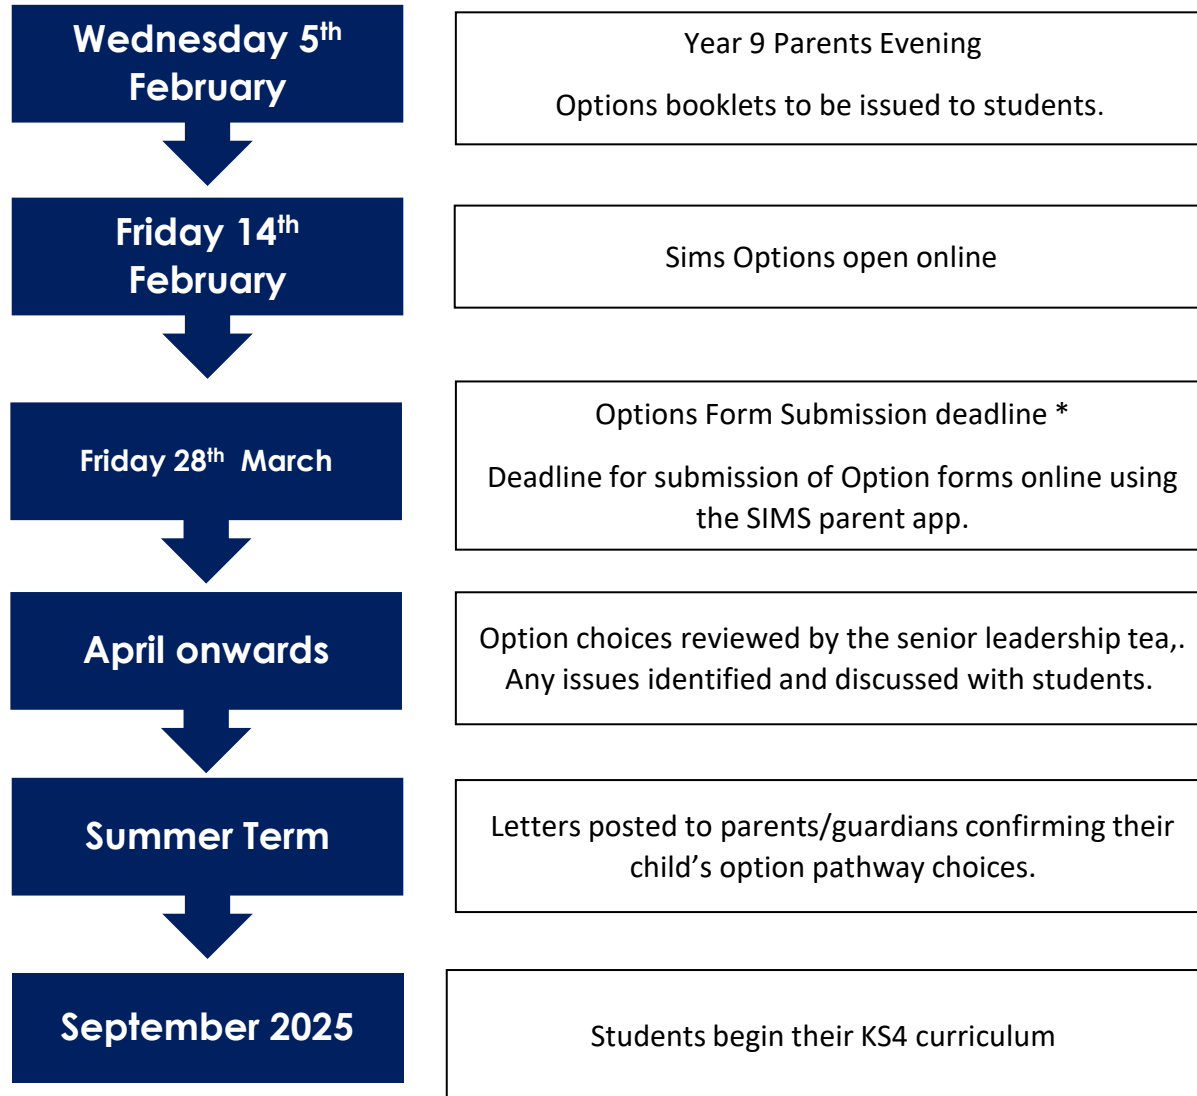 Wednesday 5th
February
Year 9 Parents Evening
Options booklets to be issued to students.
Friday 14th
February
Sims Options open online
Friday 28th March
Options Form Submission deadline *
Deadline for submission of Option forms online using
the SIMS parent app.
April onwards
Option choices reviewed by the senior leadership tea,.
Any issues identified and discussed with students.
Summer Term
Letters posted to parents/guardians confirming their
child’s option pathway choices.
September 2025
Students begin their KS4 curriculum